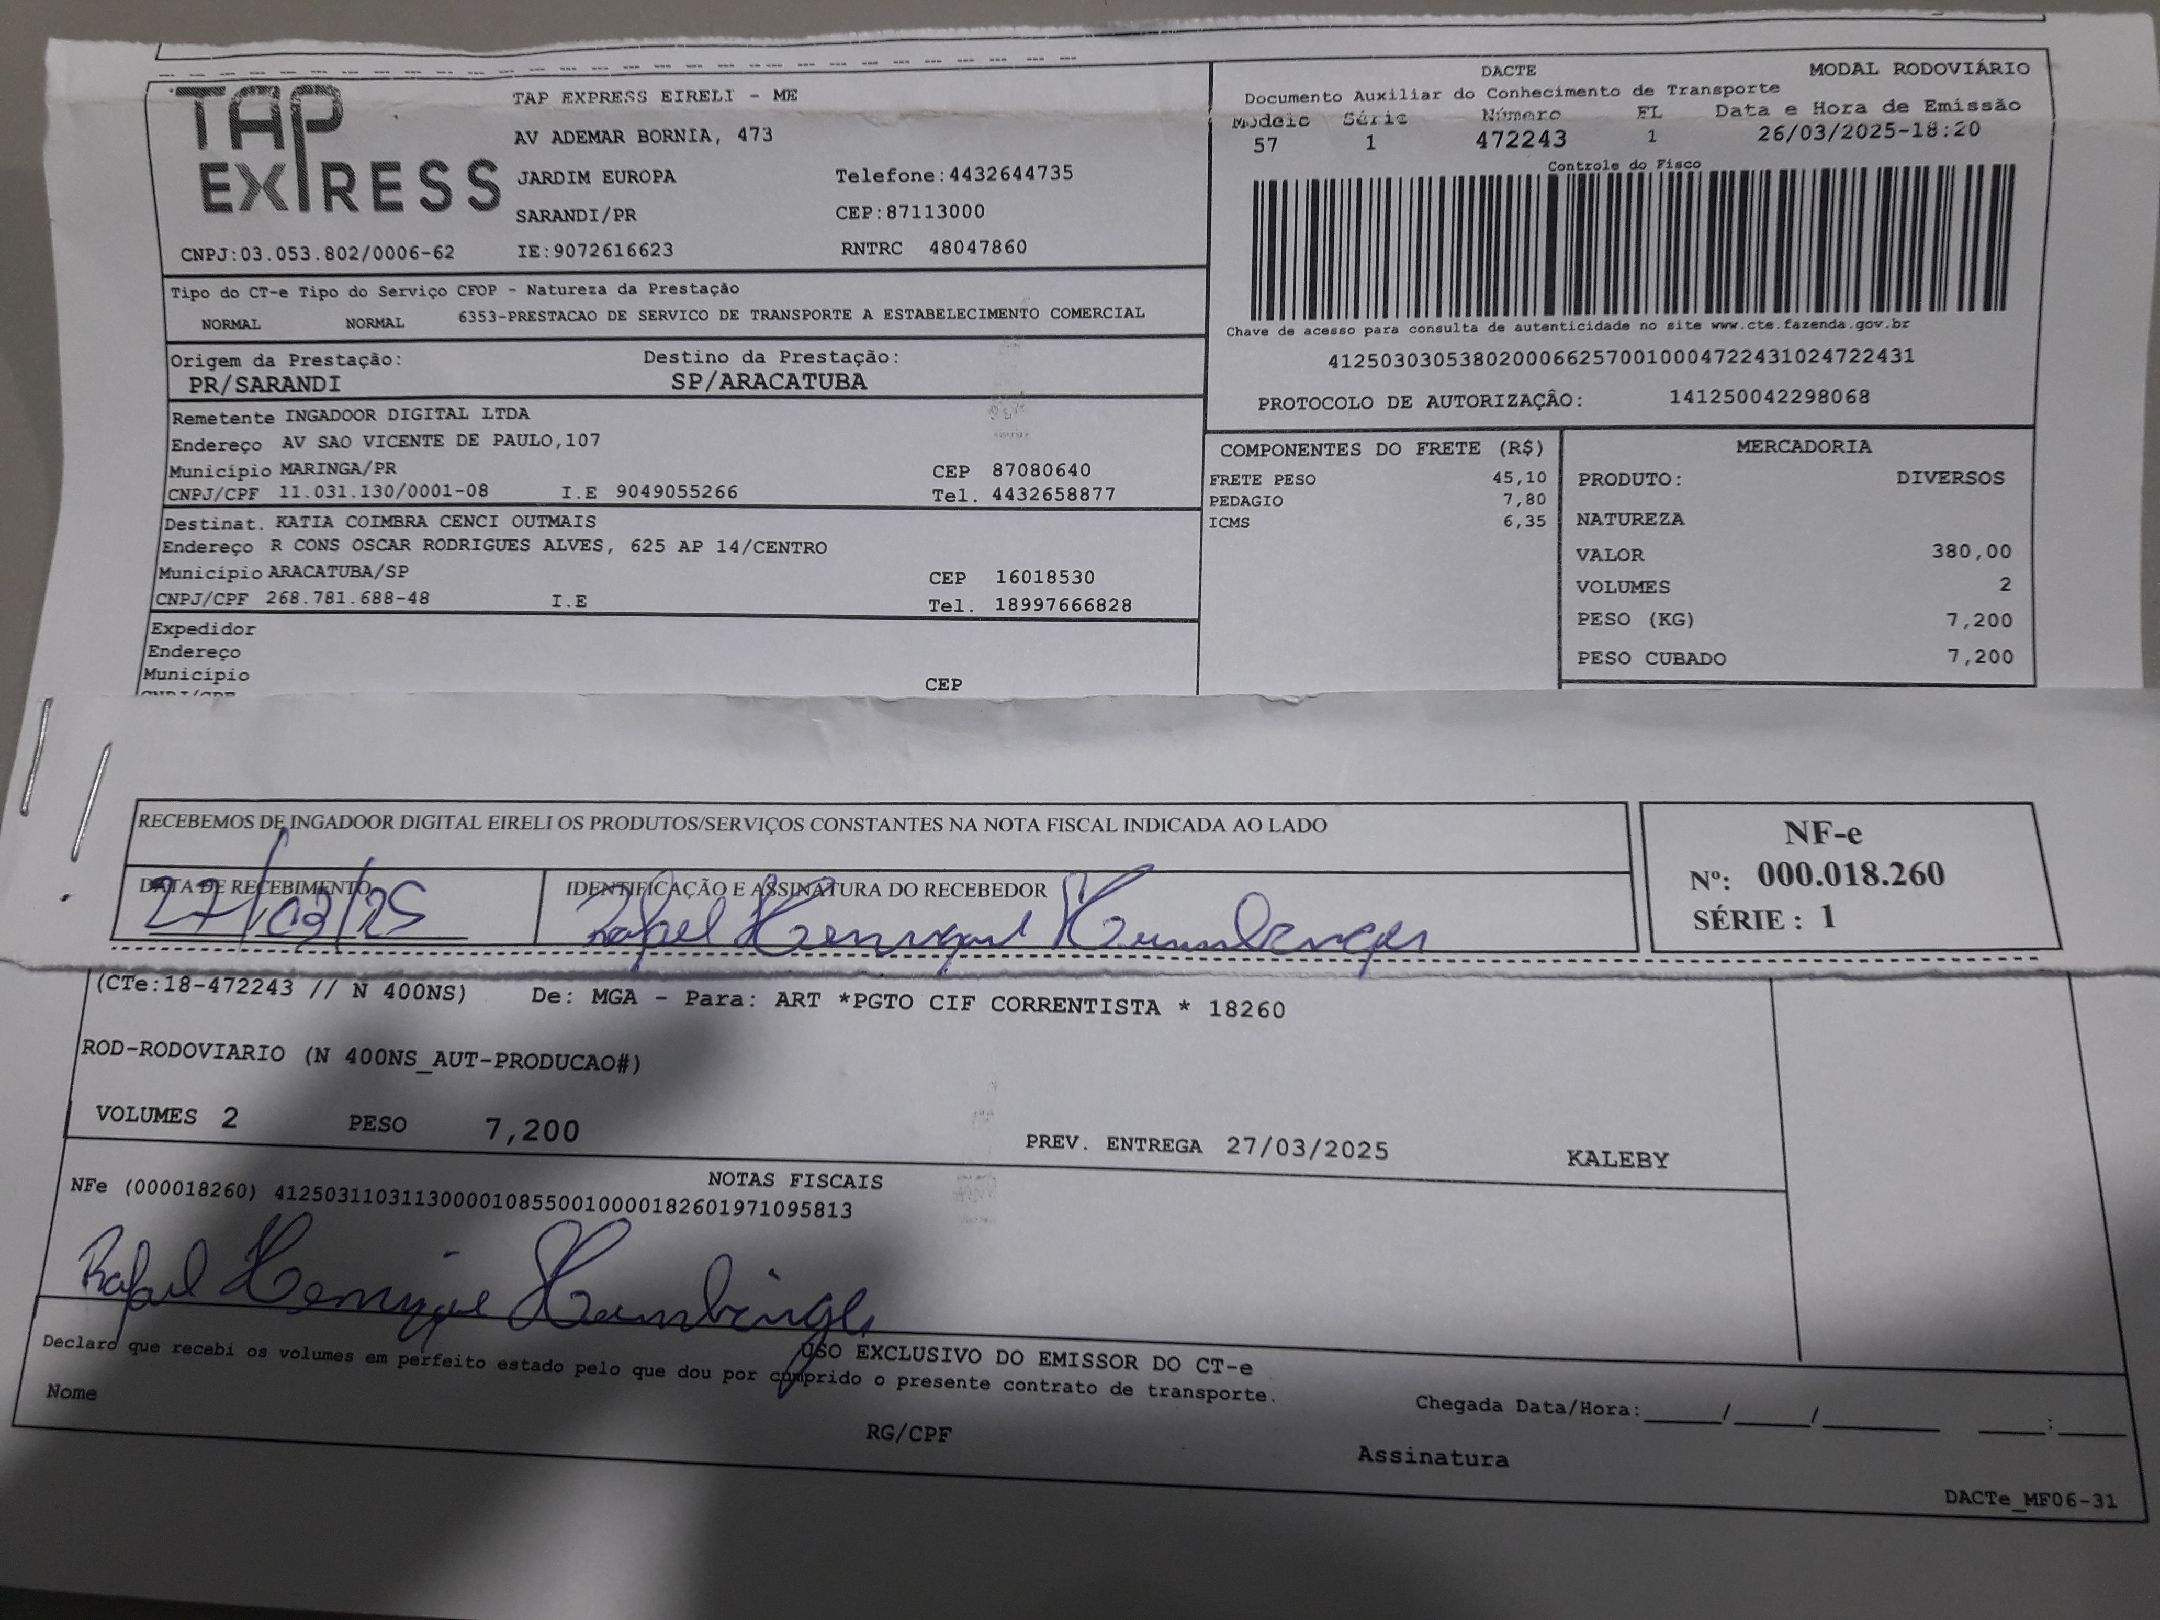 TAP EXPRESS
TAP EXPRESS EIRELI - ME
AV ADEMAR BORNIA, 473
JARDIM EUROPA Telefone:4432644735
SARANDI/PR CEP:87113000
CNPJ:03.053.802/0006-62 IE:9072616623 RNTRC 48047860
DACTE MODAL RODOVIÁRIO
Documento Auxiliar do Conhecimento de Transporte
Modelo Série Número FL Data e Hora de Emissão
57 1 472243 1 26/03/2025-18:20
Controle do Fisco
Chave de acesso para consulta de autenticidade no site www.cte.fazenda.gov.br
41250303053802000662570010004722431024722431
PROTOCOLO DE AUTORIZAÇÂO: 141250042298068
Tipo do CT-e Tipo do Serviço CFOP - Natureza da Prestação
NORMAL NORMAL 6353-PRESTACAO DE SERVICO DE TRANSPORTE A ESTABELECIMENTO COMERCIAL
Origem da Prestação: Destino da Prestação:
PR/SARANDI SP/ARACATUBA
Remetente INGADOOR DIGITAL LTDA
Endereço AV SAO VICENTE DE PAULO,107
Município MARINGA/PR CEP 87080640
CNPJ/CPF 11.031.130/0001-08 I.E 9049055266 Tel. 4432658877
Destinat. KATIA COIMBRA CENCI OUTMAIS
Endereço R CONS OSCAR RODRIGUES ALVES, 625 AP 14/CENTRO
Município ARACATUBA/SP CEP 16018530
CNPJ/CPF 268.781.688-48 I.E Tel. 18997666828
Expedidor
Endereço
Município CEP
CNPJ/CPF
COMPONENTES DO FRETE (R$)
FRETE PESO 45,10
PEDAGIO 7,80
ICMS 6,35
MERCADORIA
PRODUTO: DIVERSOS
NATUREZA
VALOR 380,00
VOLUMES 2
PESO (KG) 7,200
PESO CUBADO 7,200
RECEBEMOS DE INGADOOR DIGITAL EIRELI OS PRODUTOS/SERVIÇOS CONSTANTES NA NOTA FISCAL INDICADA AO LADO
DATA DE RECEBIMENTO IDENTIFICAÇÃO E ASSINATURA DO RECEBEDOR
27/03/25 Rafael Henrique
NF-e
Nº: 000.018.260
SÉRIE : 1
(CTe:18-472243 // N 400NS) De: MGA - Para: ART *PGTO CIF CORRENTISTA * 18260
ROD-RODOVIARIO (N 400NS_AUT-PRODUCAO#)
VOLUMES 2 PESO 7,200 PREV. ENTREGA 27/03/2025 KALEBY
NOTAS FISCAIS
NFe (000018260) 41250311031130000108550010000182601971095813
Rafael Henrique
USO EXCLUSIVO DO EMISSOR DO CT-e
Declaro que recebi os volumes em perfeito estado pelo que dou por cumprido o presente contrato de transporte.
Nome RG/CPF Assinatura Chegada Data/Hora:_____/_____/_______ ____:____
DACTe_MF06-31